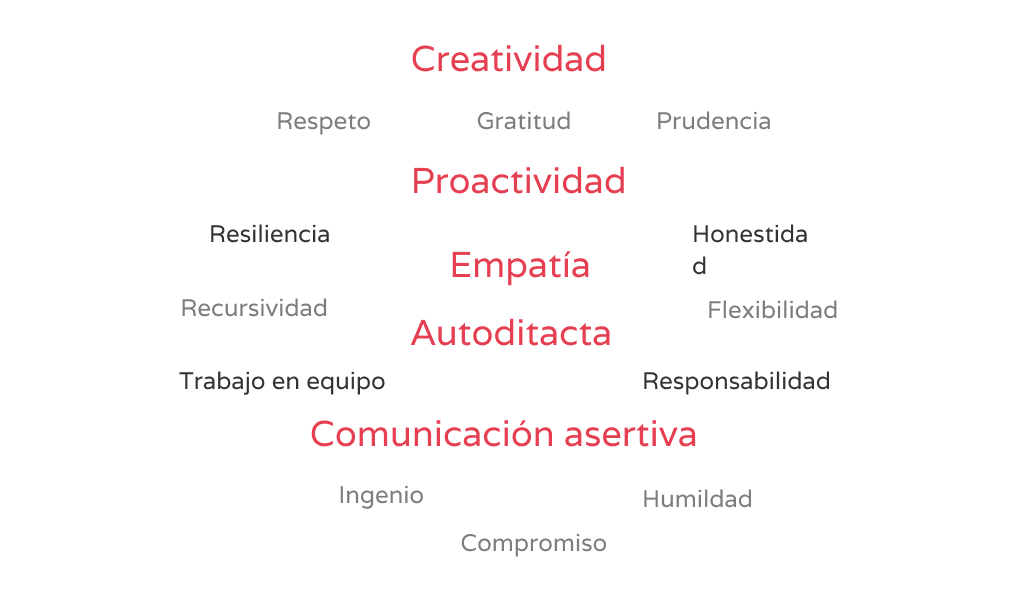 Creatividad
Respeto Gratitud Prudencia
Proactividad
Resiliencia Honestida
d
Empatía
Recursividad Flexibilidad
Autoditacta
Trabajo en equipo Responsabilidad
Comunicación asertiva
Ingenio Humildad
Compromiso